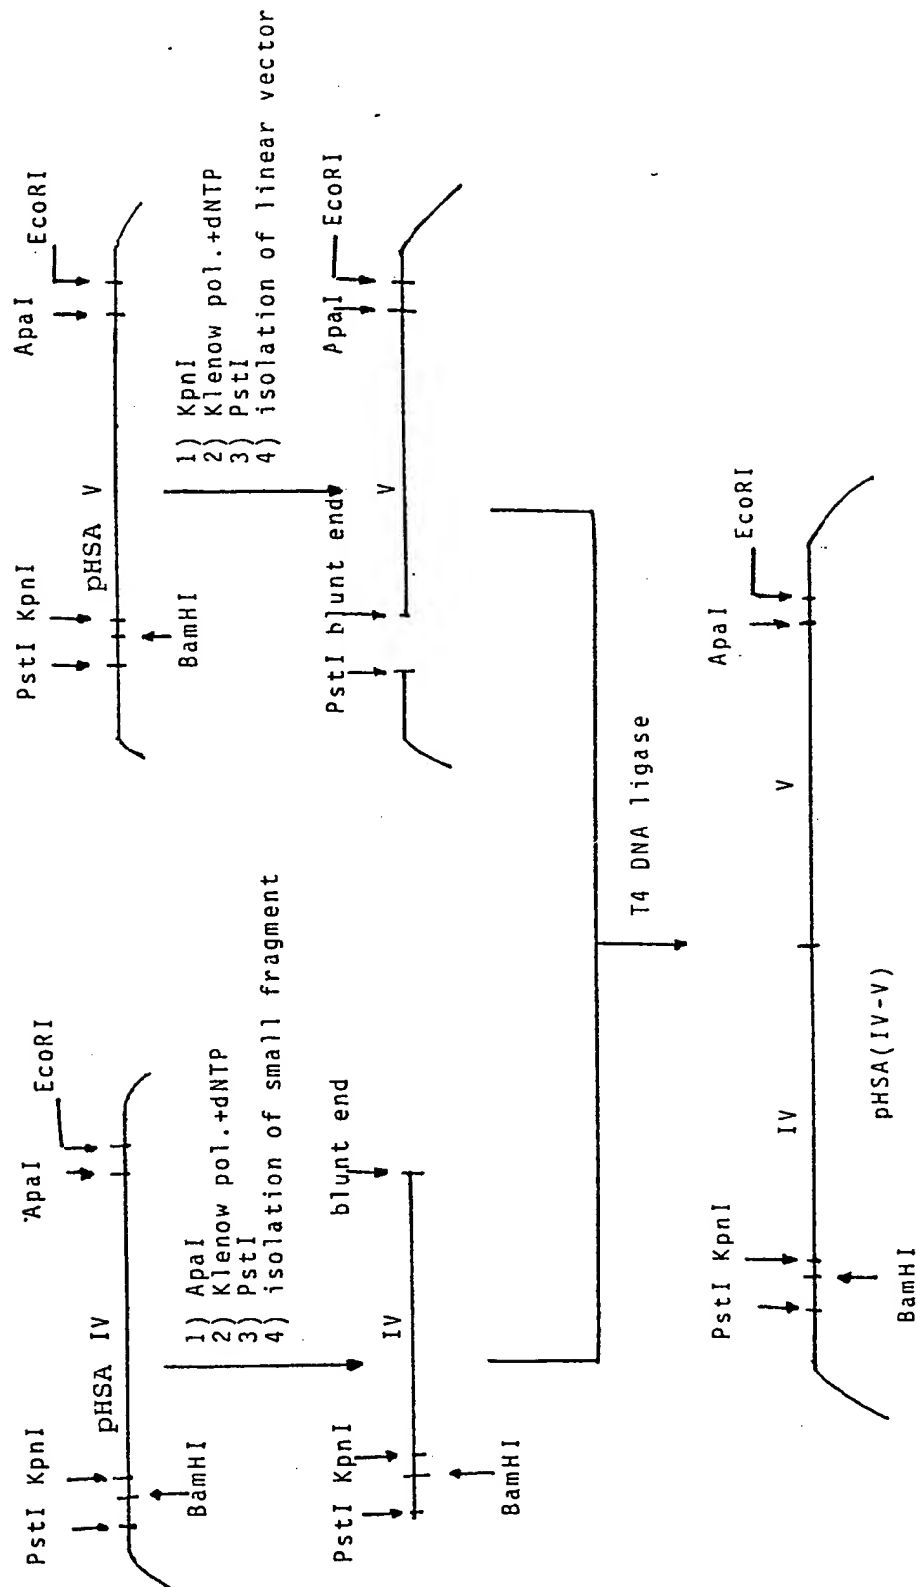 ApaI
EcoRI
PstI KpnI
pHSA IV
BamHI
1) ApaI
2) Klenow pol.+dNTP
3) PstI
4) isolation of small fragment
PstI KpnI
IV
blunt end
BamHI
PstI KpnI
pHSA V
ApaI
EcoRI
BamHI
1) KpnI
2) Klenow pol.+dNTP
3) PstI
4) isolation of linear vector
PstI blunt end
V
ApaI
EcoRI
T4 DNA ligase
PstI KpnI
IV
V
ApaI
EcoRI
BamHI
pHSA(IV-V)